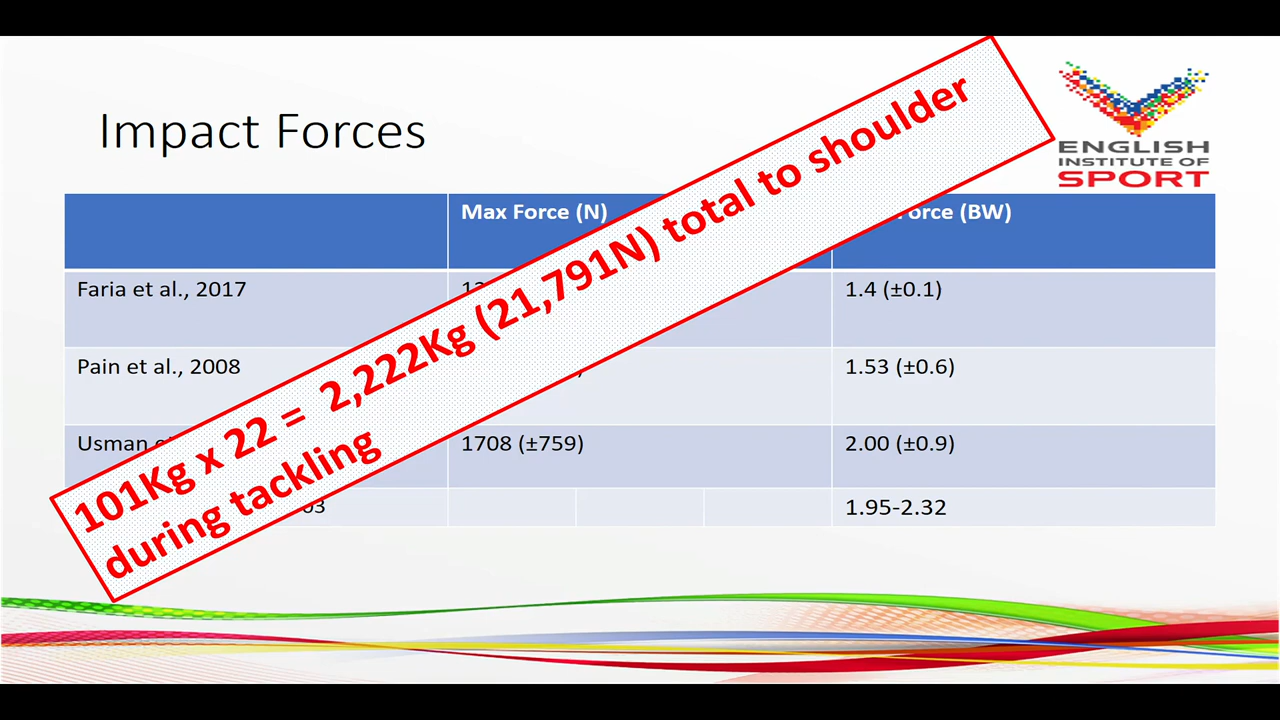 Impact Forces
ENGLISH
INSTITUTE OF
SPORT
Max Force (N)
orce (BW)
Faria et al., 2017
1.4 (±0.1)
Pain et al., 2008
1.53 (±0.6)
Usman
1708 (±759)
2.00 (±0.9)
1.95-2.32
101Kg x 22 = 2,222Kg (21,791N) total to shoulder
during tackling